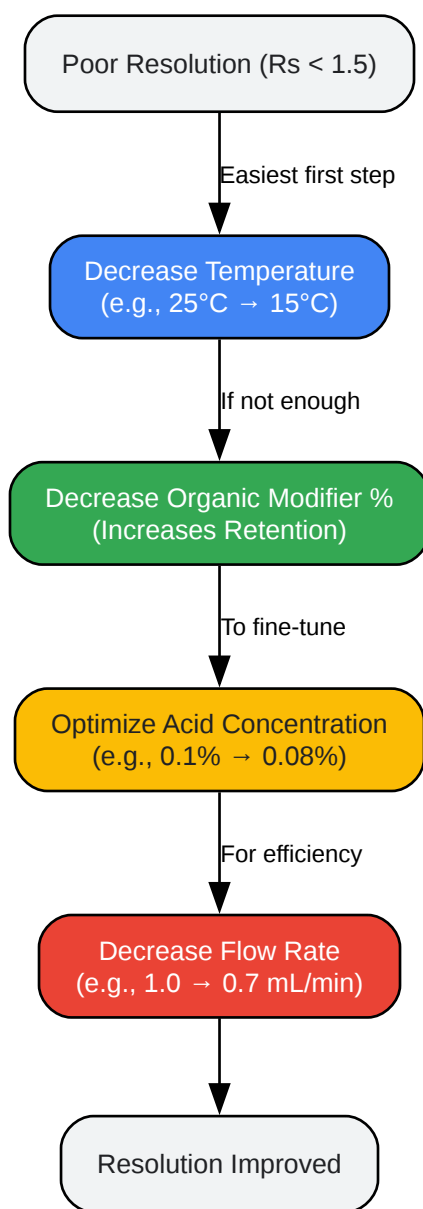 Poor Resolution (Rs < 1.5)
Easiest first step
Decrease Temperature
(e.g., 25°C → 15°C)
If not enough
Decrease Organic Modifier %
(Increases Retention)
To fine-tune
Optimize Acid Concentration
(e.g., 0.1% → 0.08%)
For efficiency
Decrease Flow Rate
(e.g., 1.0 → 0.7 mL/min)
Resolution Improved